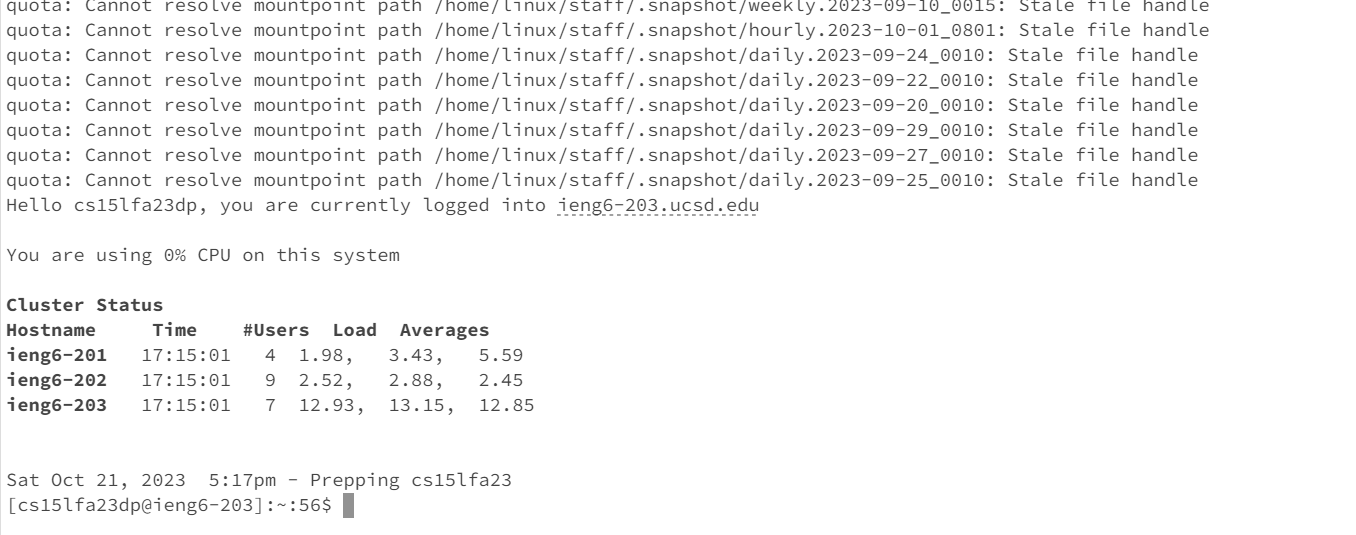 quota: Cannot resolve mountpoint path /home/linux/staff/.snapshot/weekly.2023-09-10_0015: Stale file handle
quota: Cannot resolve mountpoint path /home/linux/staff/.snapshot/hourly.2023-10-01_0801: Stale file handle
quota: Cannot resolve mountpoint path /home/linux/staff/.snapshot/daily.2023-09-24_0010: Stale file handle
quota: Cannot resolve mountpoint path /home/linux/staff/.snapshot/daily.2023-09-22_0010: Stale file handle
quota: Cannot resolve mountpoint path /home/linux/staff/.snapshot/daily.2023-09-20_0010: Stale file handle
quota: Cannot resolve mountpoint path /home/linux/staff/.snapshot/daily.2023-09-29_0010: Stale file handle
quota: Cannot resolve mountpoint path /home/linux/staff/.snapshot/daily.2023-09-27_0010: Stale file handle
quota: Cannot resolve mountpoint path /home/linux/staff/.snapshot/daily.2023-09-25_0010: Stale file handle
Hello cs15lfa23dp, you are currently logged into ieng6-203.ucsd.edu
You are using 0% CPU on this system
Cluster Status
Hostname     Time    #Users  Load  Averages
ieng6-201   17:15:01   4  1.98,   3.43,   5.59
ieng6-202   17:15:01   9  2.52,   2.88,   2.45
ieng6-203   17:15:01   7  12.93,  13.15,  12.85
Sat Oct 21, 2023  5:17pm - Prepping cs15lfa23
[cs15lfa23dp@ieng6-203]:~:56$